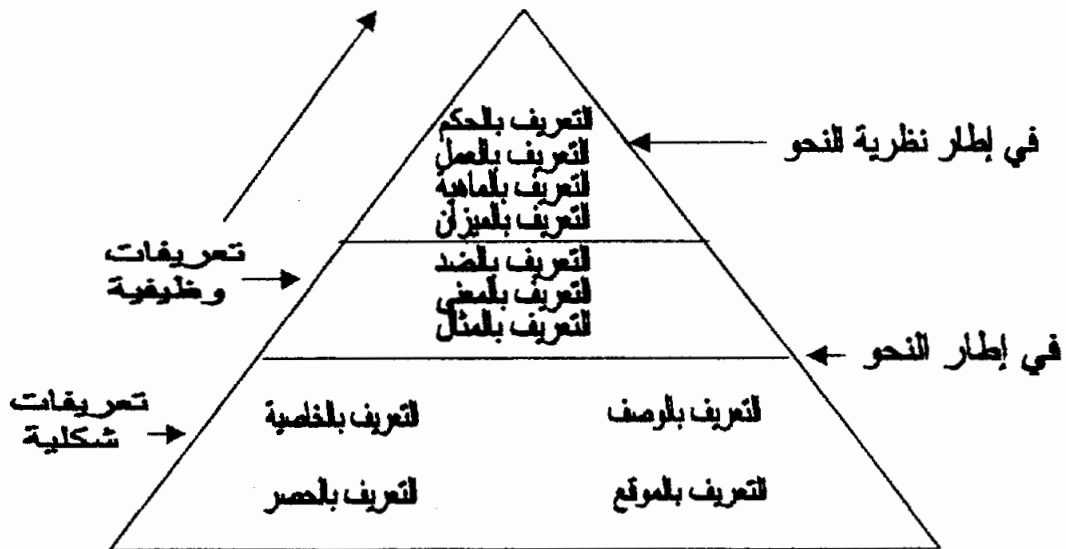 التعريف بالحكم
التعريف بالعمل
التعريف بالماهية
التعريف بالميزان
في إطار نظرية النحو
تعريفات
وظيفية
التعريف بالضد
التعريف بالمعنى
التعريف بالمثال
في إطار النحو
تعريفات
شكلية
التعريف بالوصف
التعريف بالخاصية
التعريف بالموقع
التعريف بالحصر